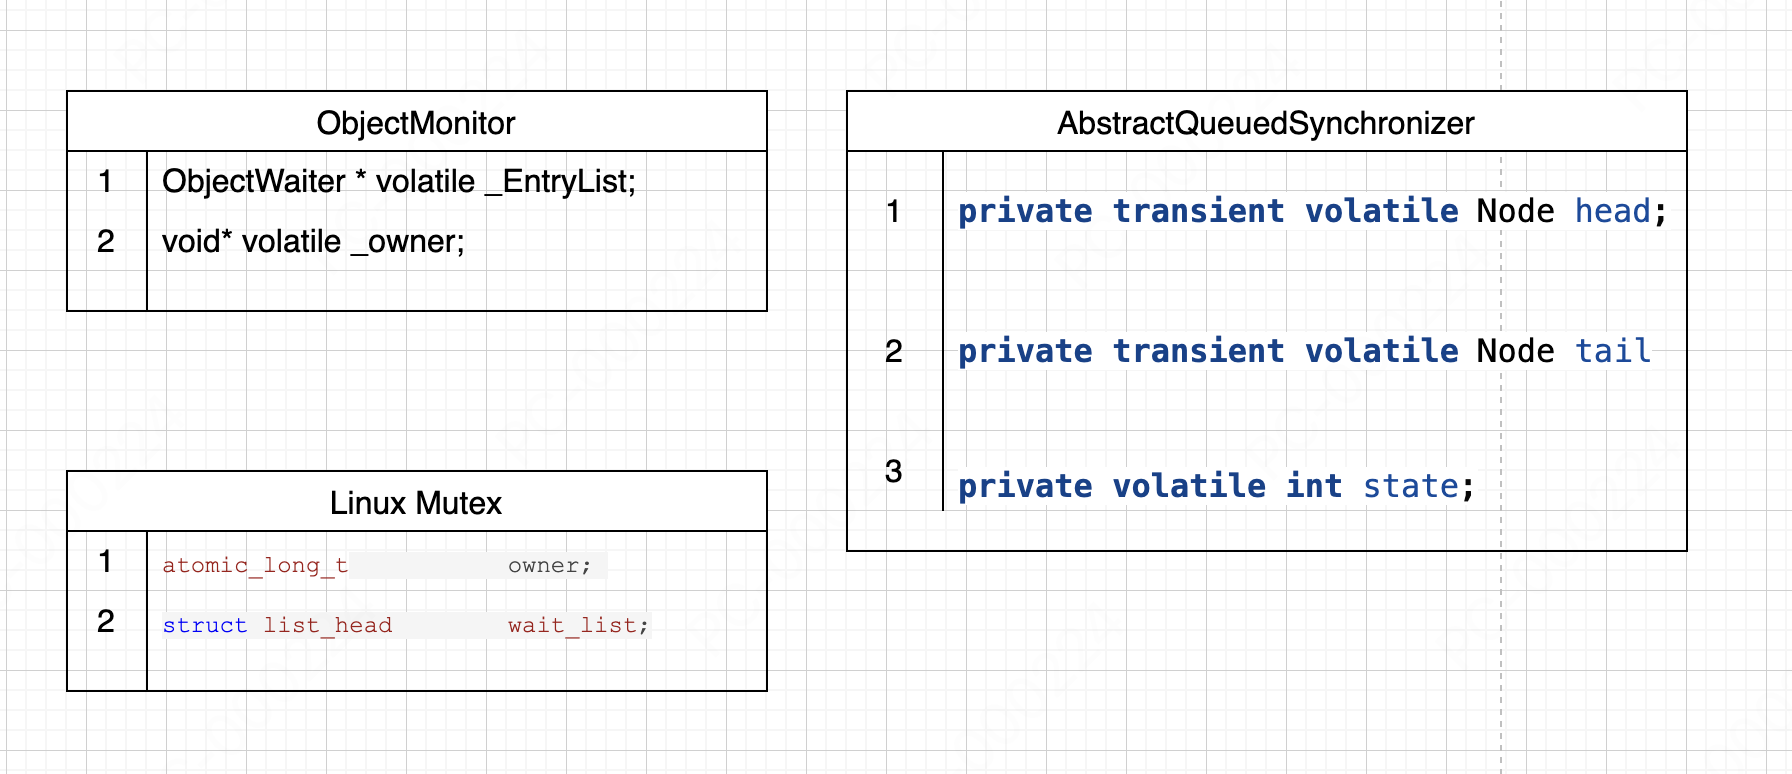 ObjectMonitor
1 ObjectWaiter * volatile _EntryList;
2 void* volatile _owner;
Linux Mutex
1 atomic_long_t owner;
2 struct list_head wait_list;
AbstractQueuedSynchronizer
1 private transient volatile Node head;
2 private transient volatile Node tail
3 private volatile int state;